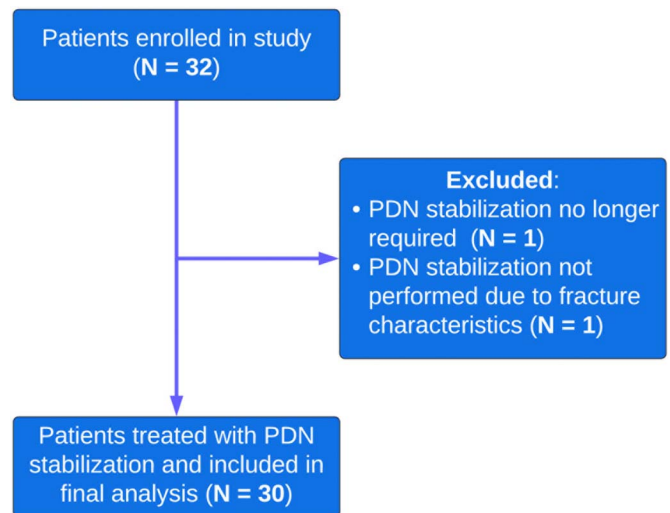 Patients enrolled in study
(N = 32)
Excluded:
• PDN stabilization no longer
required (N = 1)
• PDN stabilization not
performed due to fracture
characteristics (N = 1)
Patients treated with PDN
stabilization and included in
final analysis (N = 30)